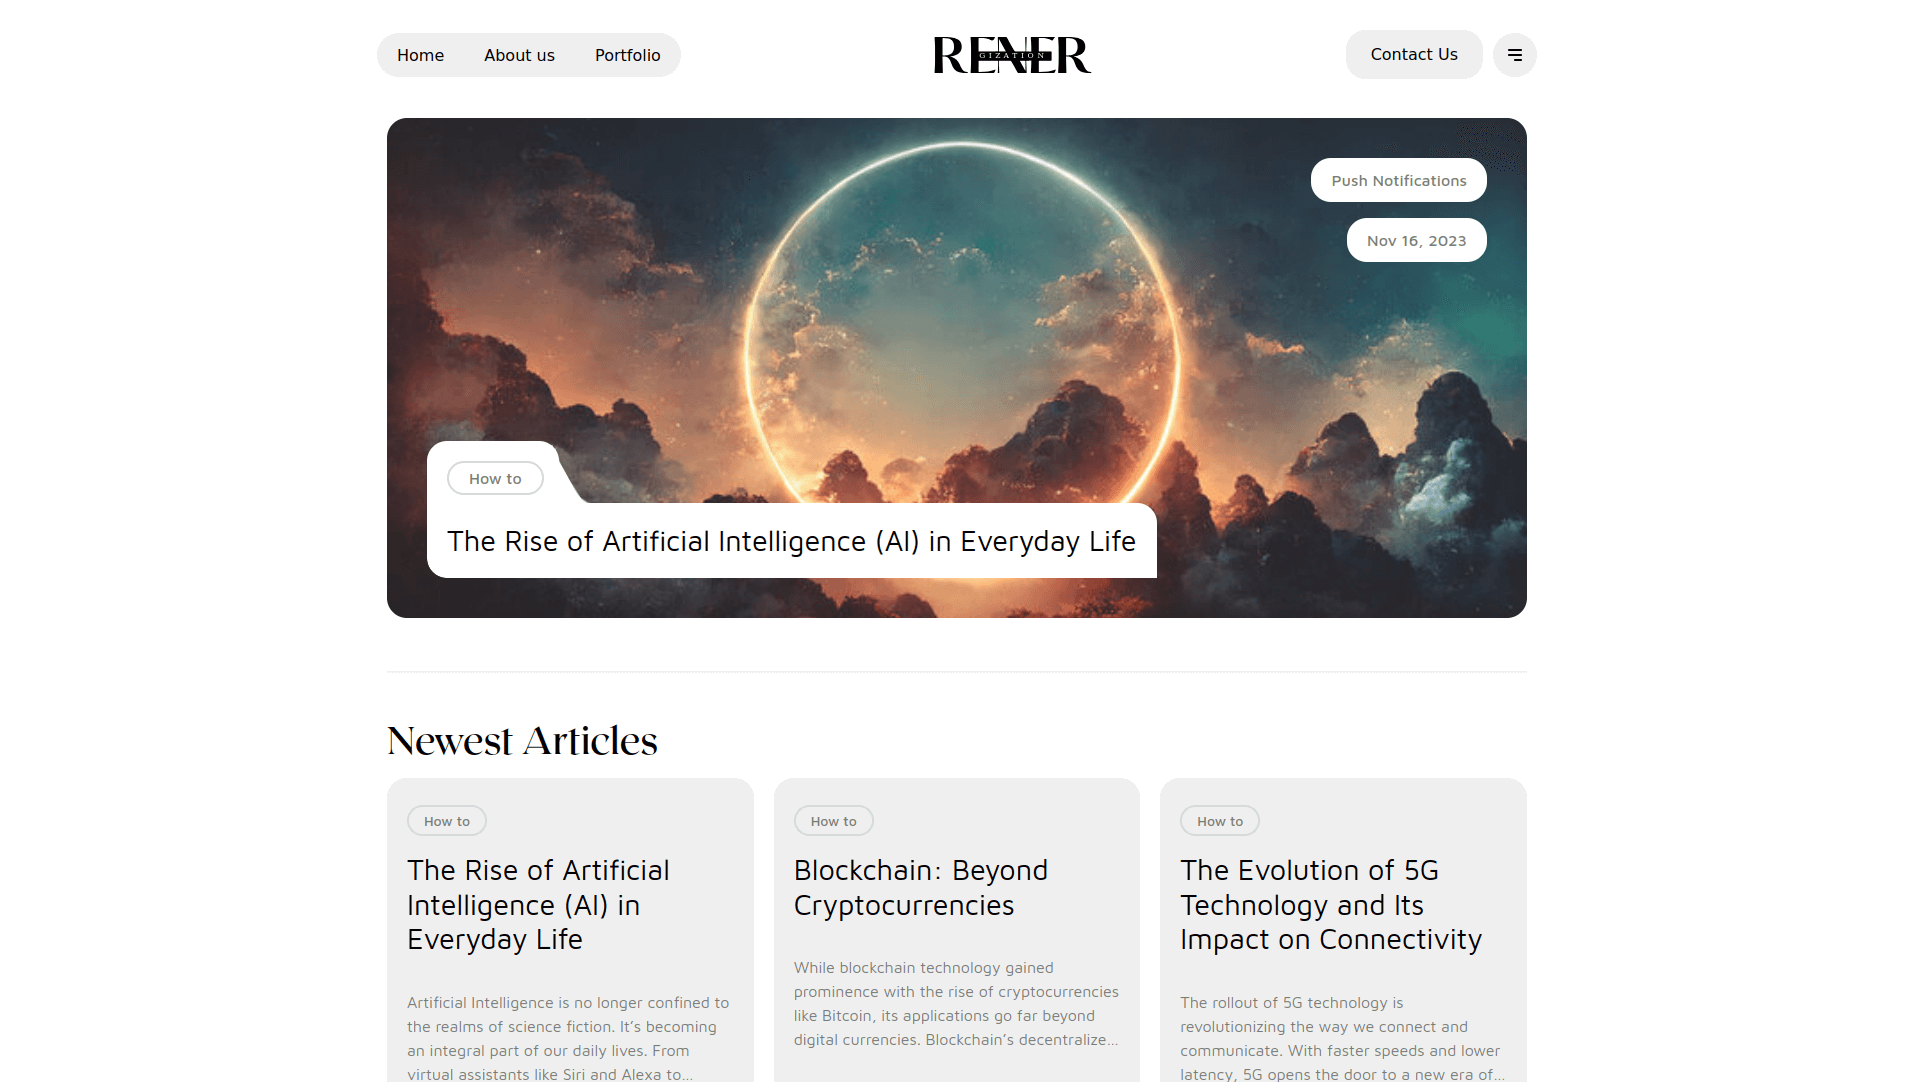 Home
About us
Portfolio
RENER
GIZATION
Contact Us
Push Notifications
Nov 16, 2023
How to
The Rise of Artificial Intelligence (AI) in Everyday Life
Newest Articles
How to
The Rise of Artificial
Intelligence (AI) in
Everyday Life
Artificial Intelligence is no longer confined to
the realms of science fiction. It’s becoming
an integral part of our daily lives. From
virtual assistants like Siri and Alexa to...
How to
Blockchain: Beyond
Cryptocurrencies
While blockchain technology gained
prominence with the rise of cryptocurrencies
like Bitcoin, its applications go far beyond
digital currencies. Blockchain’s decentralize...
How to
The Evolution of 5G
Technology and Its
Impact on Connectivity
The rollout of 5G technology is
revolutionizing the way we connect and
communicate. With faster speeds and lower
latency, 5G opens the door to a new era of...